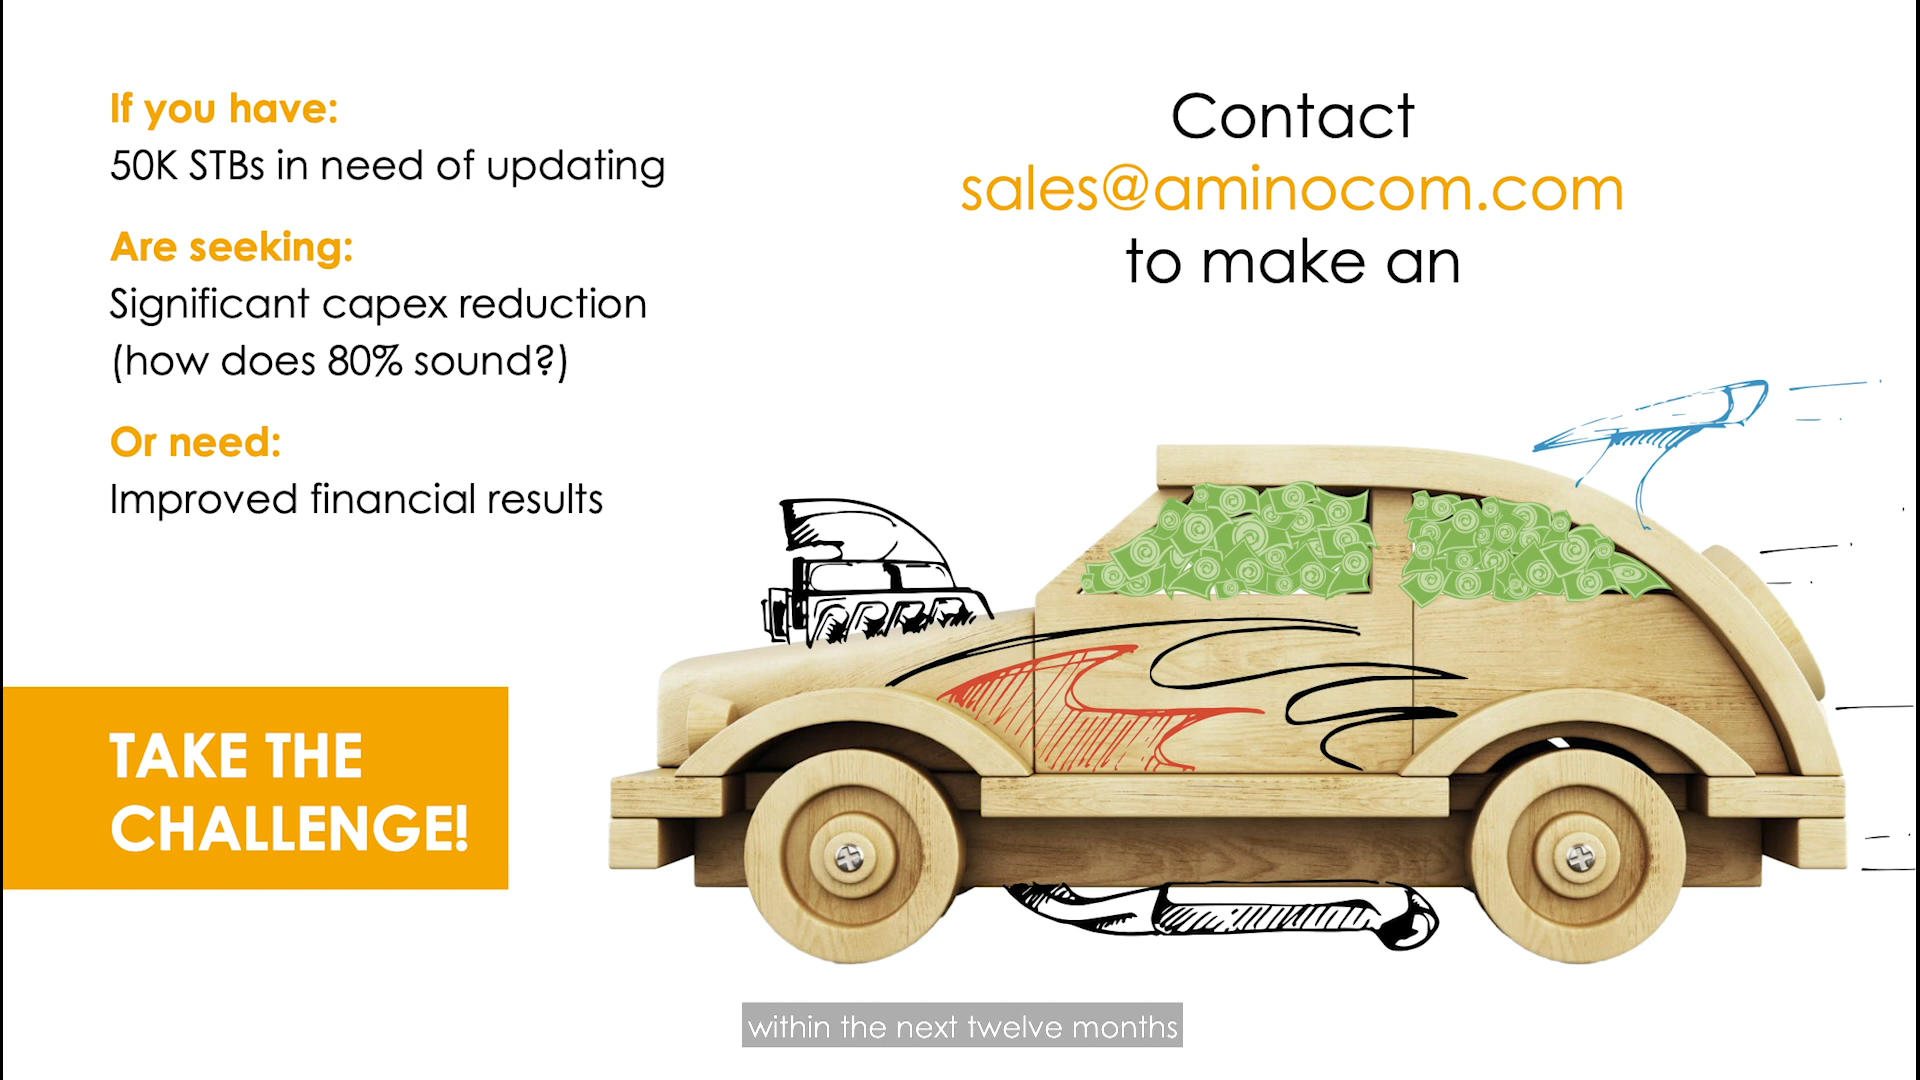 If you have:
50K STBs in need of updating
Are seeking:
Significant capex reduction
(how does 80% sound?)
Or need:
Improved financial results
TAKE THE
CHALLENGE!
Contact
sales@aminocom.com
to make an
within the next twelve months